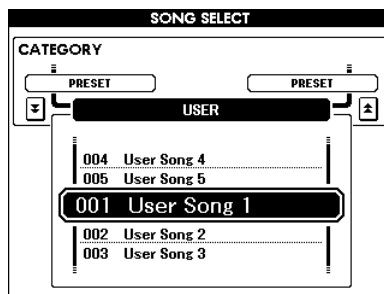 SONG SELECT
CATEGORY
PRESET PRESET
USER
004 User Song 4
005 User Song 5
001 User Song 1
002 User Song 2
003 User Song 3